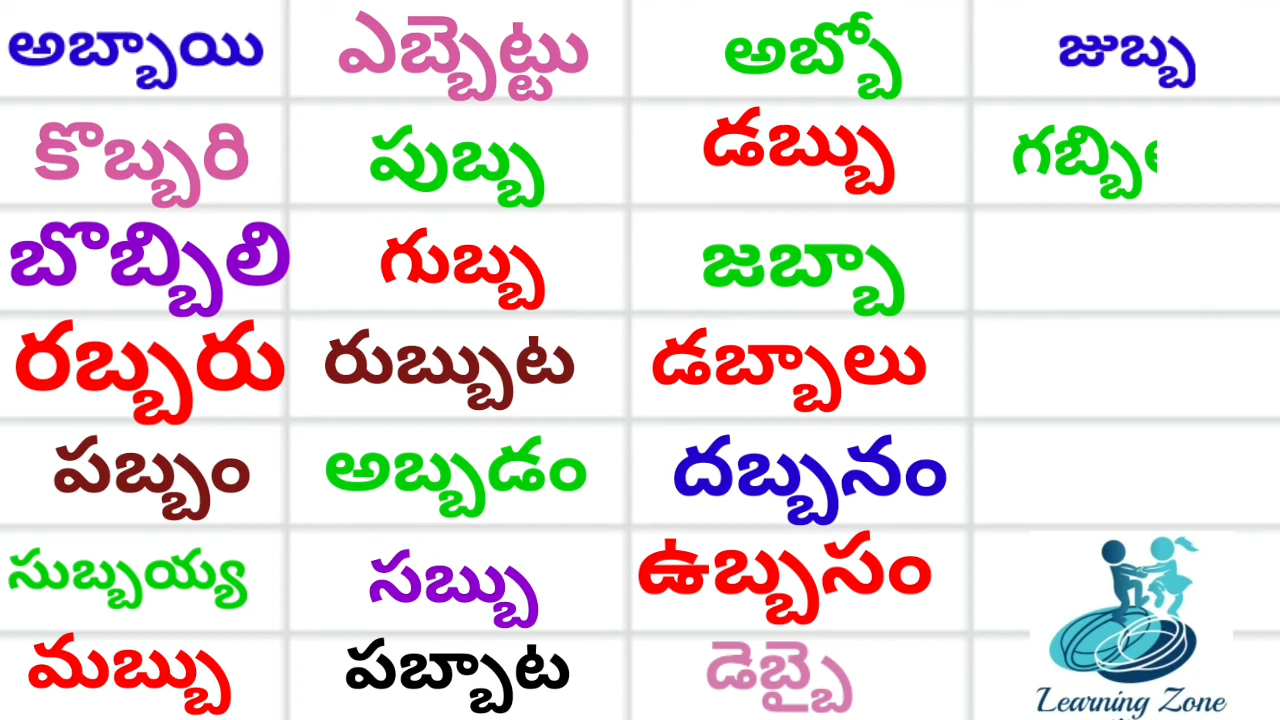 అబ్బాయి ఎబ్బెట్టు అబ్బో జుబ్బ
కొబ్బరి పుబ్బ డబ్బు
బొబ్బిలి గుబ్బ జబ్బా
రబ్బరు రుబ్బుట డబ్బాలు
పబ్బం అబ్బడం దబ్బనం
సుబ్బయ్య సబ్బు ఉబ్బసం
మబ్బు పబ్బాట డెబ్బై
Learning Zone